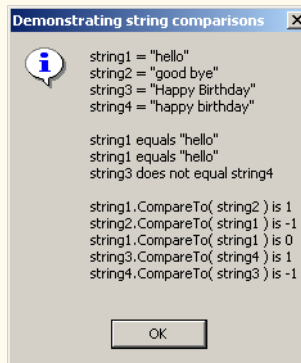 Demonstrating string comparisons
string1 = "hello"
string2 = "good bye"
string3 = "Happy Birthday"
string4 = "happy birthday"
string1 equals "hello"
string1 equals "hello"
string3 does not equal string4
string1.CompareTo( string2 ) is 1
string2.CompareTo( string1 ) is -1
string1.CompareTo( string1 ) is 0
string3.CompareTo( string4 ) is 1
string4.CompareTo( string3 ) is -1
OK